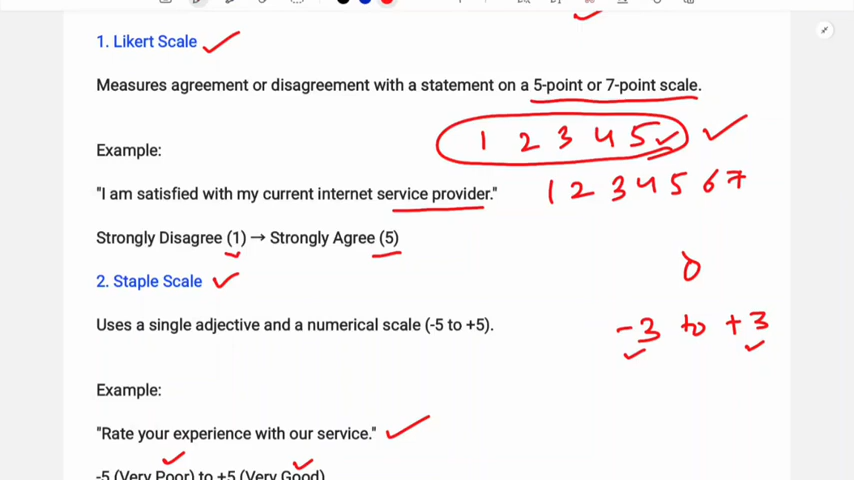 1. Likert Scale
Measures agreement or disagreement with a statement on a 5-point or 7-point scale.
1 2 3 4 5
Example:
"I am satisfied with my current internet service provider."
1 2 3 4 5 6 7
Strongly Disagree (1) → Strongly Agree (5)
0
2. Staple Scale
Uses a single adjective and a numerical scale (-5 to +5).
-3 to +3
Example:
"Rate your experience with our service."
-5 (Very Poor) to +5 (Very Good)